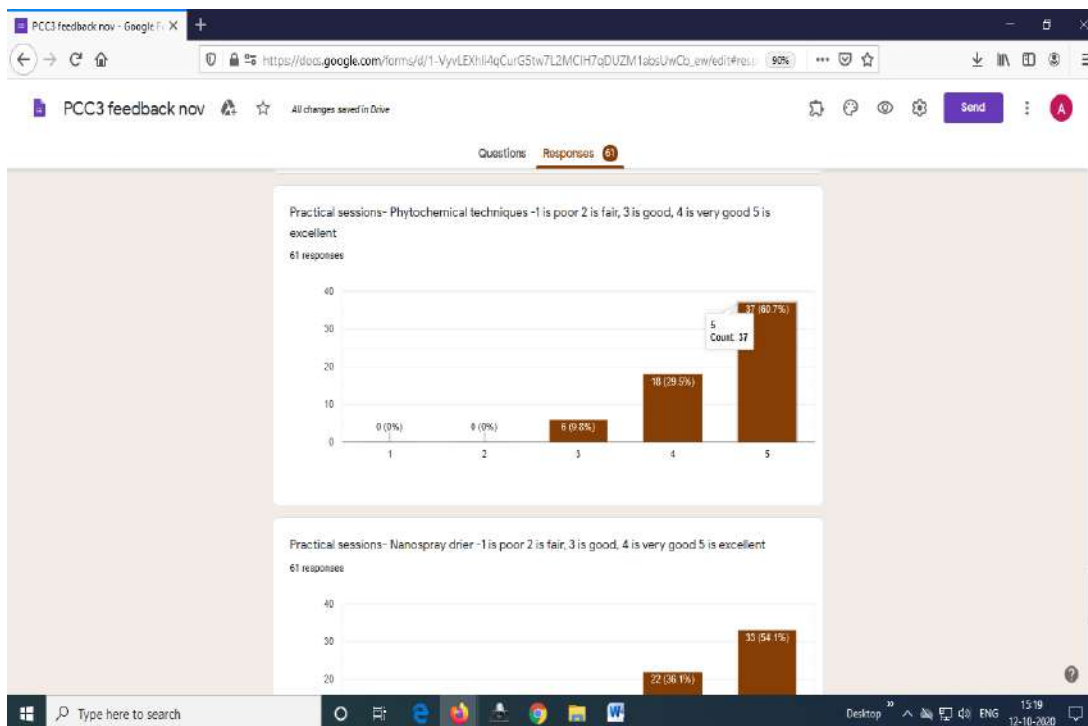 PCC3 feedback nov - Google F
https://docs.google.com/forms/d/1-VyvLEXhIi4qCurG5tw7L2MCIH7qDUZM1absUwCb_ew/edit#res
90%
PCC3 feedback nov
All changes saved in Drive
Send
A
Questions
Responses 61
Practical sessions- Phytochemical techniques -1 is poor 2 is fair, 3 is good, 4 is very good 5 is
excellent
61 responses
40
30
20
10
0
0 (0%)
0 (0%)
6 (9.8%)
18 (29.5%)
37 (60.7%)
5
Count: 37
1
2
3
4
5
Practical sessions- Nanospray drier -1 is poor 2 is fair, 3 is good, 4 is very good 5 is excellent
61 responses
40
30
20
22 (36.1%)
33 (54.1%)
Type here to search
Desktop
ENG
15:19
12-10-2020